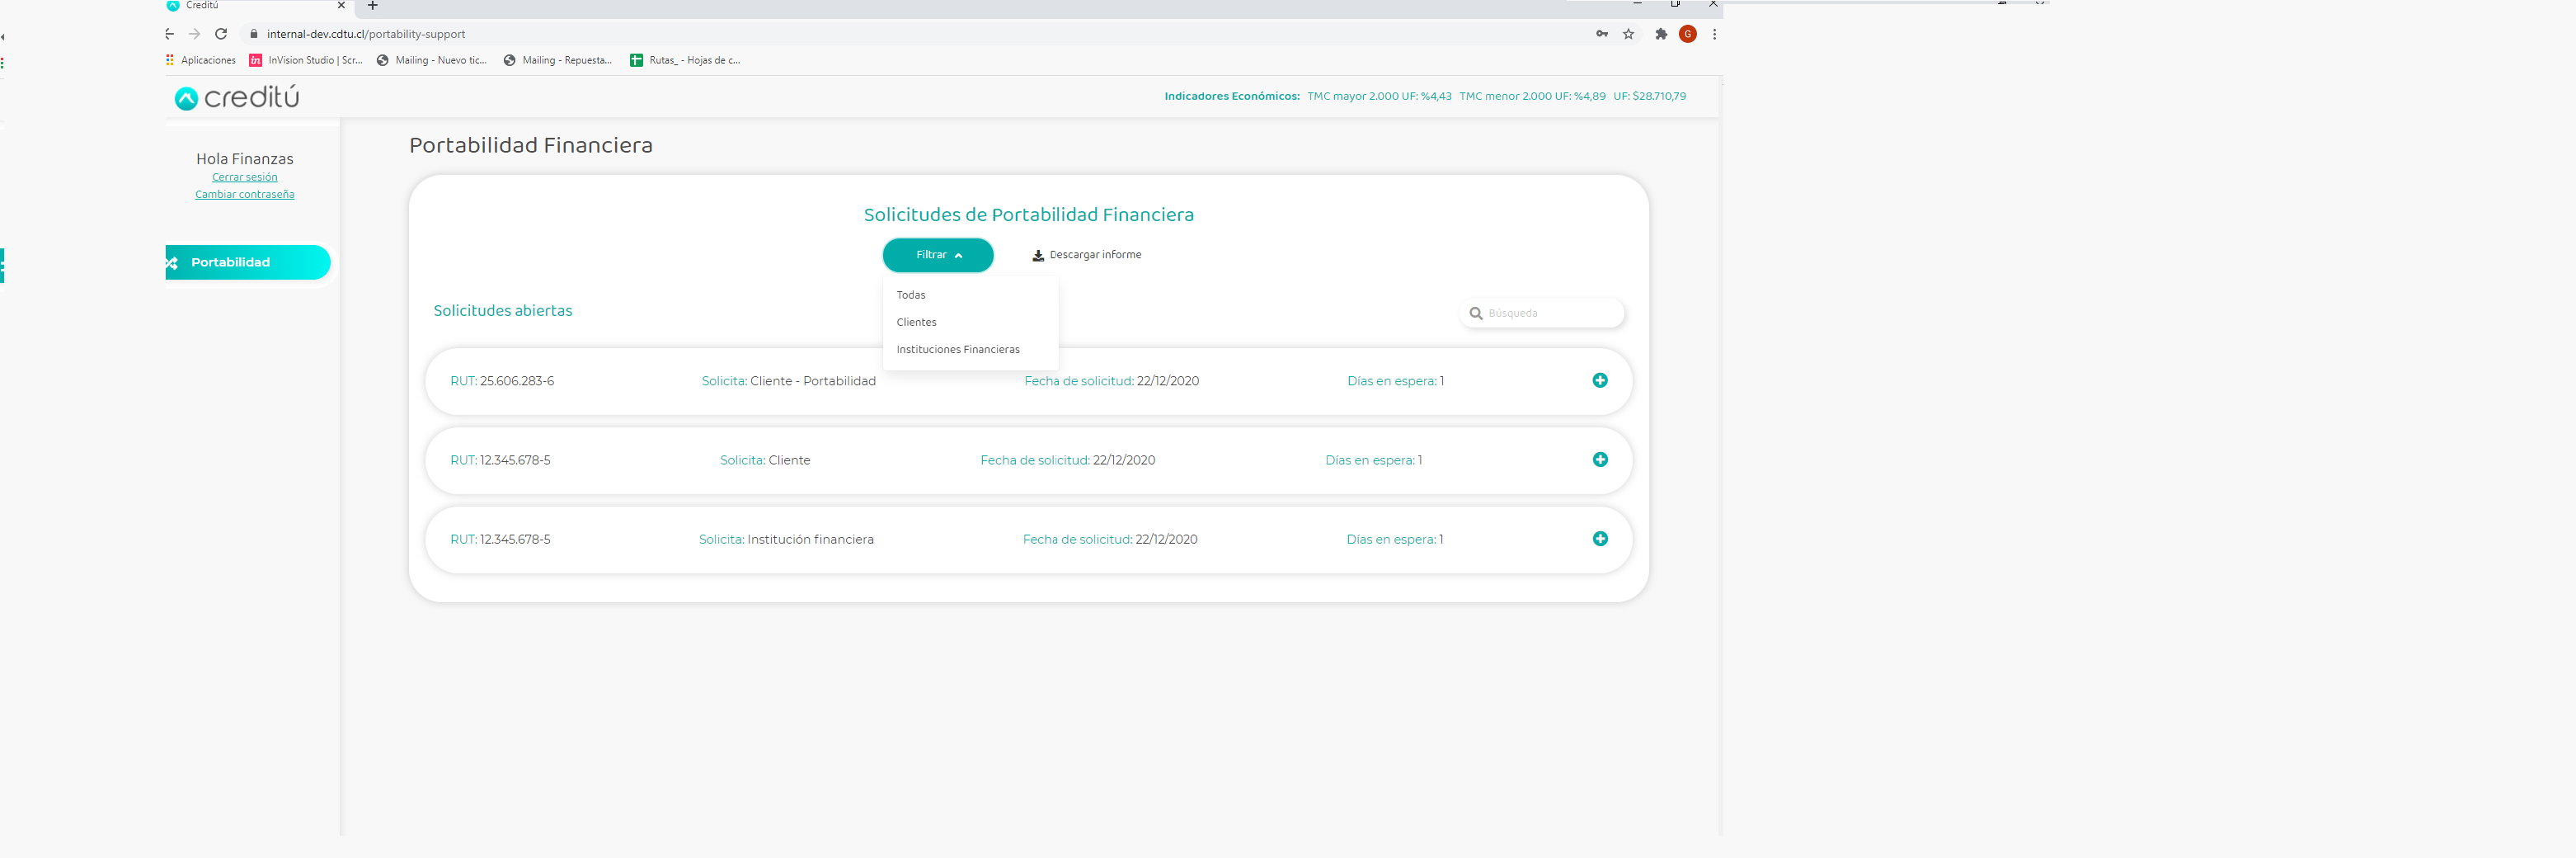 Creditú
internal-dev.cdtu.cl/portability-support
G
Aplicaciones InVision Studio | Scr... Mailing - Nuevo tic... Mailing - Repuesta... Rutas_ - Hojas de c...
creditú
Indicadores Económicos: TMC mayor 2.000 UF: %4,43 TMC menor 2.000 UF: %4,89 UF: $28.710,79
Hola Finanzas
Cerrar sesión
Cambiar contraseña
Portabilidad
Portabilidad Financiera
Solicitudes de Portabilidad Financiera
Filtrar Descargar informe
Todas
Clientes
Instituciones Financieras
Solicitudes abiertas
Búsqueda
RUT: 25.606.283-6 Solicita: Cliente - Portabilidad Fecha de solicitud: 22/12/2020 Días en espera: 1
RUT: 12.345.678-5 Solicita: Cliente Fecha de solicitud: 22/12/2020 Días en espera: 1
RUT: 12.345.678-5 Solicita: Institución financiera Fecha de solicitud: 22/12/2020 Días en espera: 1